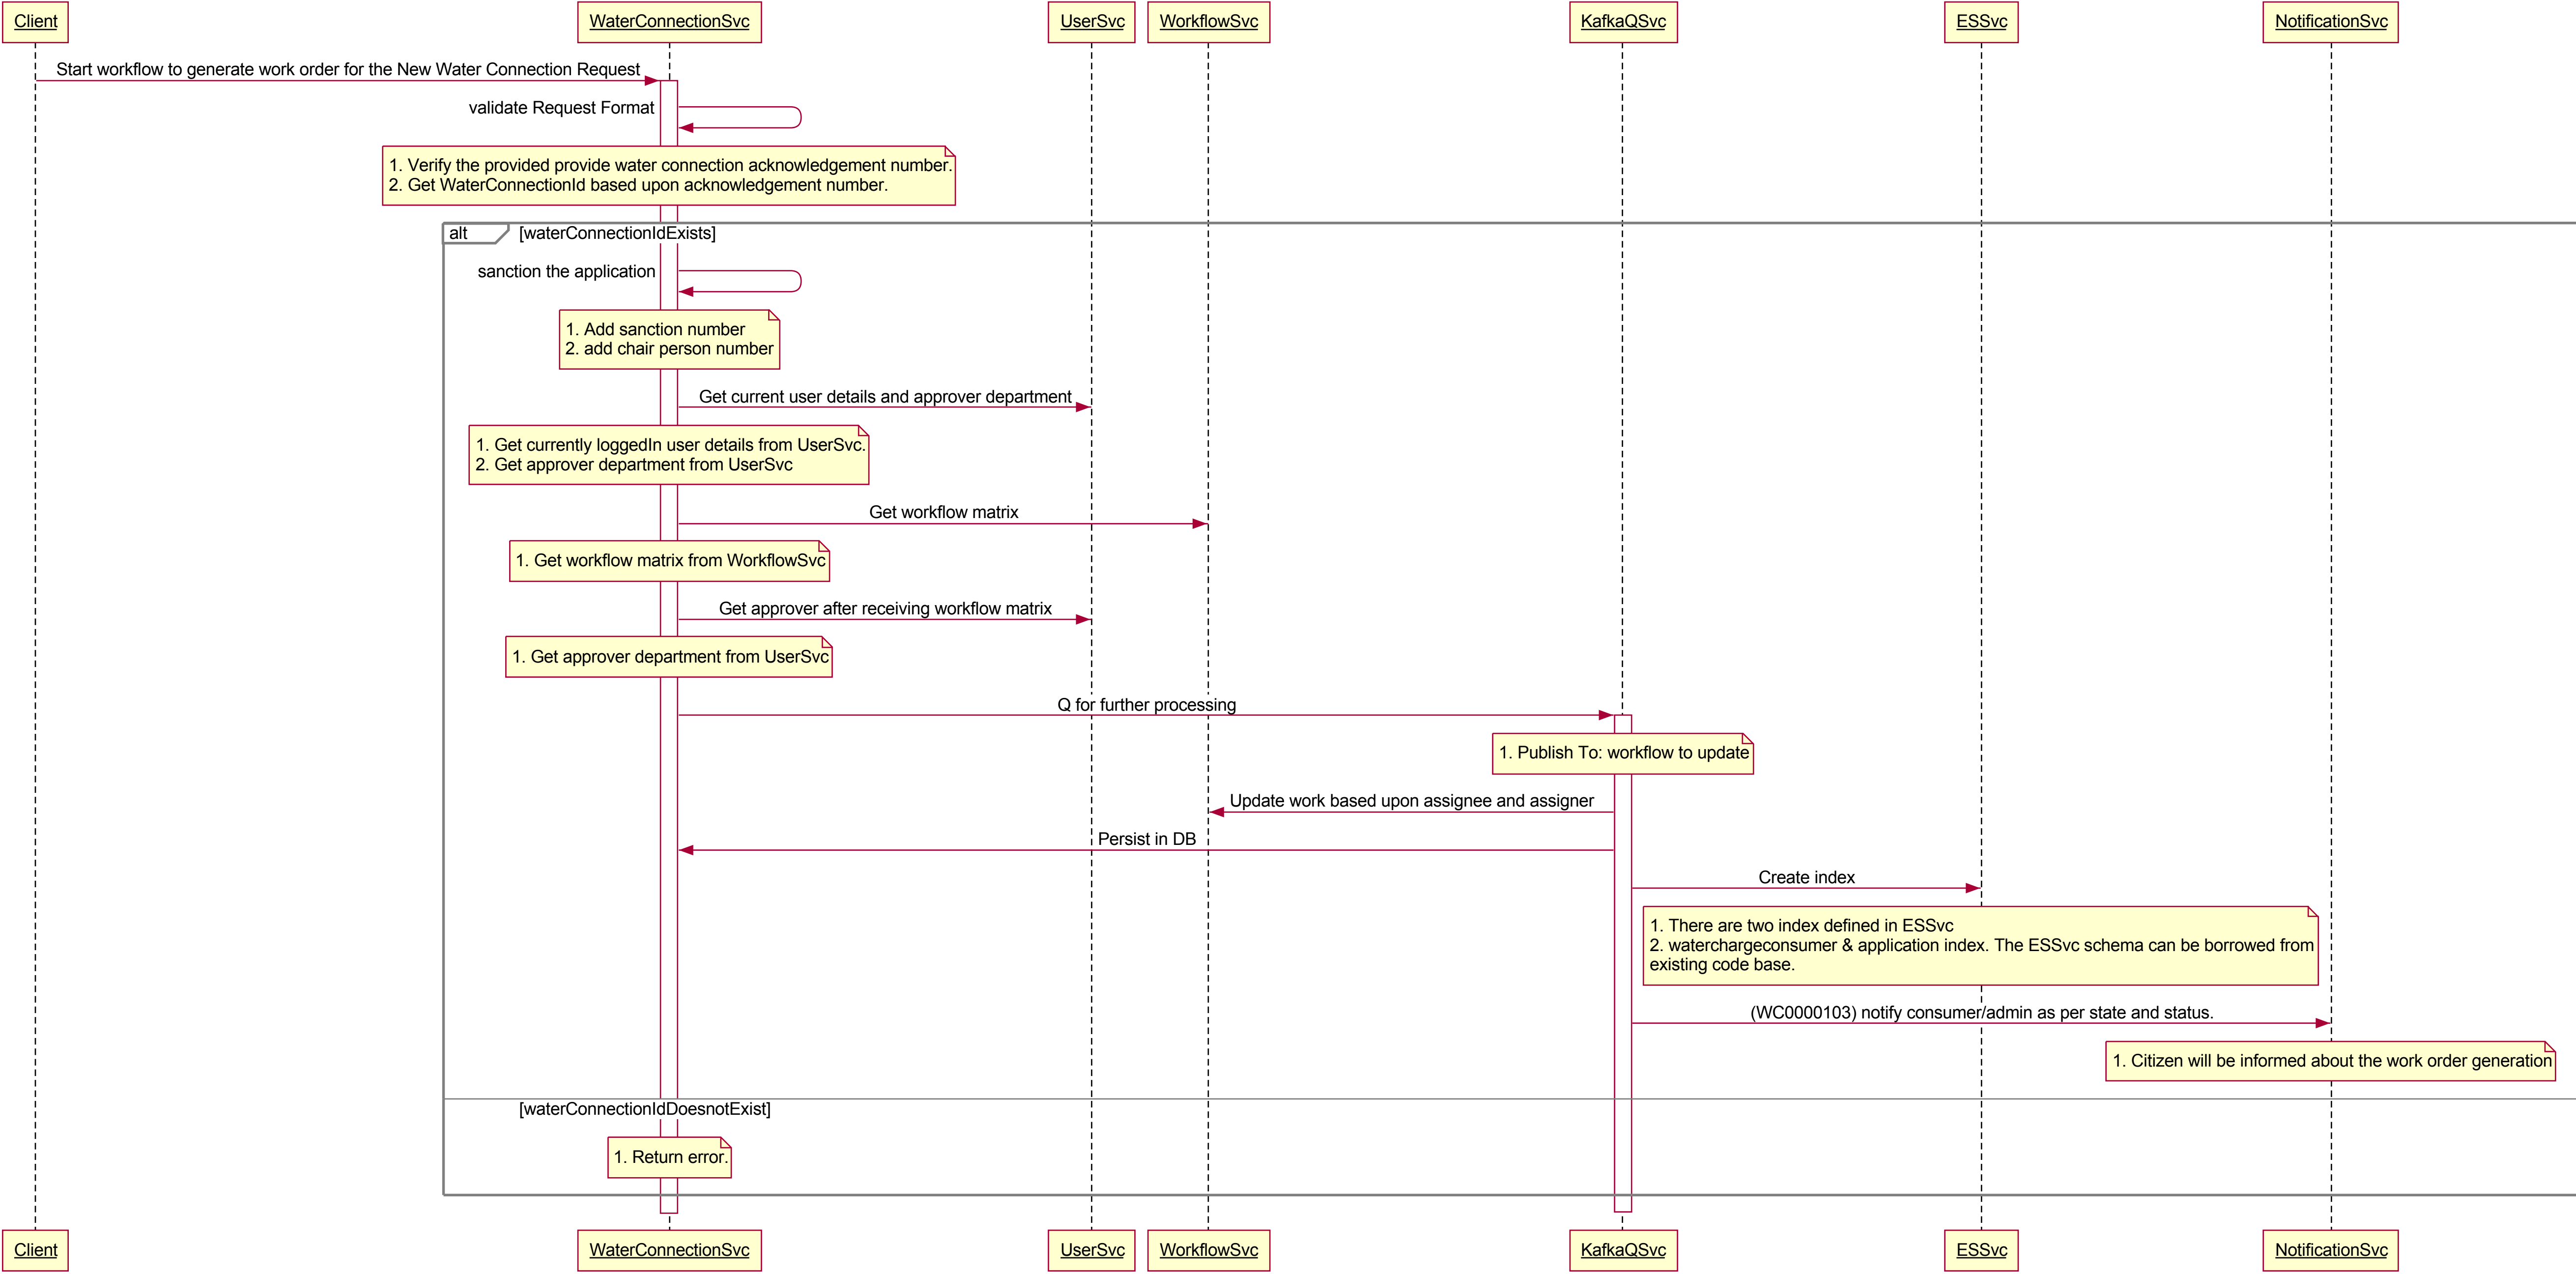 Client
WaterConnectionSvc
UserSvc
WorkflowSvc
KafkaQSvc
ESSvc
NotificationSvc
Start workflow to generate work order for the New Water Connection Request
validate Request Format
1. Verify the provided provide water connection acknowledgement number.
2. Get WaterConnectionId based upon acknowledgement number.
alt
[waterConnectionIdExists]
sanction the application
1. Add sanction number
2. add chair person number
Get current user details and approver department
1. Get currently loggedIn user details from UserSvc.
2. Get approver department from UserSvc
Get workflow matrix
1. Get workflow matrix from WorkflowSvc
Get approver after receiving workflow matrix
1. Get approver department from UserSvc
Q for further processing
1. Publish To: workflow to update
Update work based upon assignee and assigner
Persist in DB
Create index
1. There are two index defined in ESSvc
2. waterchargeconsumer & application index. The ESSvc schema can be borrowed from
existing code base.
(WC0000103) notify consumer/admin as per state and status.
1. Citizen will be informed about the work order generation
[waterConnectionIdDoesnotExist]
1. Return error.
Client
WaterConnectionSvc
UserSvc
WorkflowSvc
KafkaQSvc
ESSvc
NotificationSvc